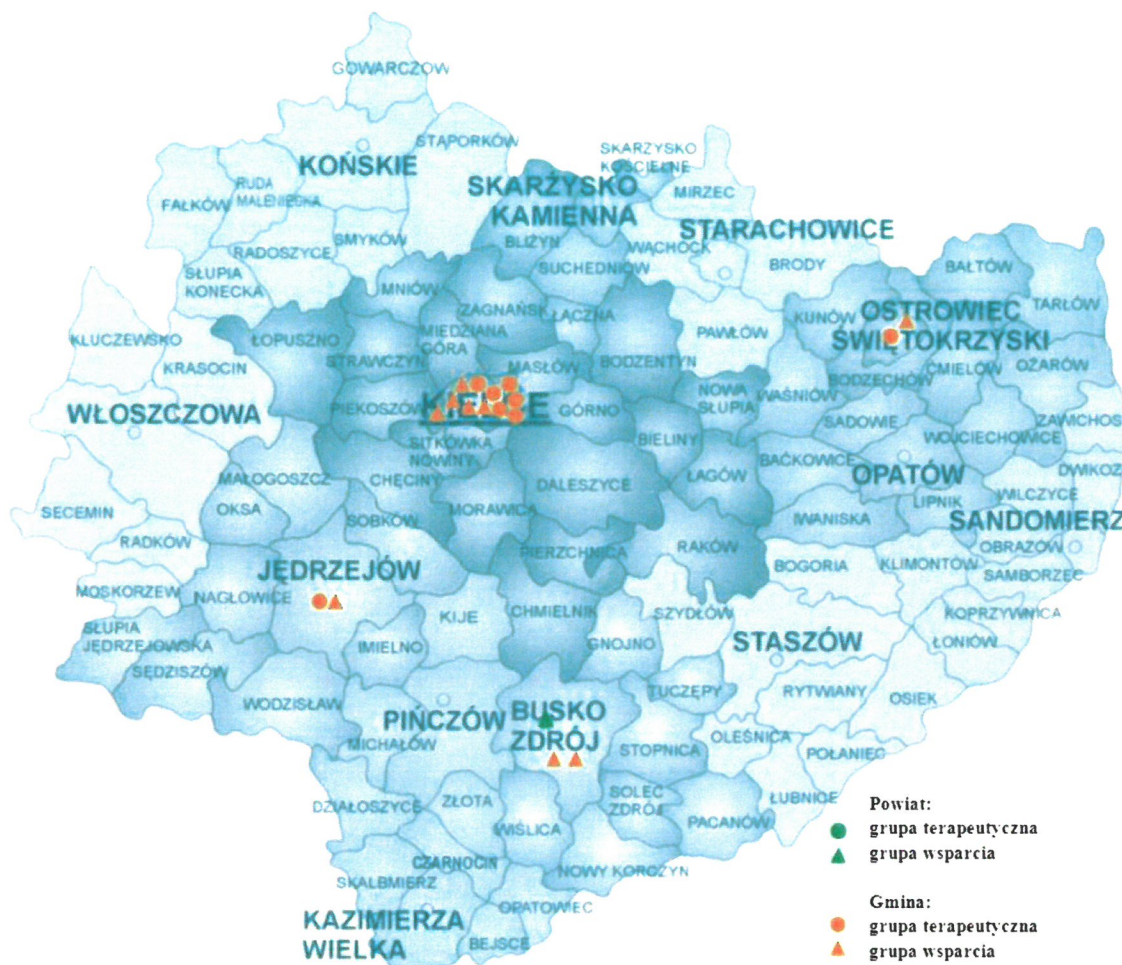 GOWARCZOW
STĄPORKÓW
KOŃSKIE
SKARŻYSKO
KOŚCIELNE
RUDA
MALENIECKA
FAŁKÓW
SKARŻYSKO
KAMIENNA
MIRZEC
STARACHOWICE
SMYKÓW
RADOSZYCE
BLIŻYN
WĄCHOCK
BRODY
SUCHEDNIÓW
BAŁTÓW
SŁUPIA
KONECKA
MNIÓW
ZAGNAŃSK
ŁĄCZNA
KUNÓW
OSTROWIEC
ŚWIĘTOKRZYSKI
TARŁÓW
KLUCZEWSKO
ŁOPUSZNO
MIEDZIANA
GÓRA
PAWŁÓW
KRASOCIN
STRAWCZYN
MASŁÓW
BODZENTYN
BODZECHÓW
ĆMIELÓW
OŻARÓW
WŁOSZCZOWA
PIEKOSZÓW
KIELCE
GÓRNO
NOWA
SŁUPIA
WAŚNIÓW
SADOWIE
ZAWICHOS
SITKÓWKA
NOWINY
BIELINY
WOJCIECHOWICE
MAŁOGOSZCZ
CHĘCINY
DALESZYCE
ŁAGÓW
BAĆKOWICE
OPATÓW
DWIKOZ
SECEMIN
OKSA
SOBKÓW
MORAWICA
LIPNIK
WILCZYCE
IWANISKA
SANDOMIERZ
RADKÓW
PIERZCHNICA
RAKÓW
OBRAZÓW
JĘDRZEJÓW
BOGORIA
KLIMONTÓW
SAMBORZEC
MOSKORZEW
NAGŁOWICE
KIJE
CHMIELNIK
SZYDŁÓW
KOPRZYWNICA
SŁUPIA
JĘDRZEJOWSKA
IMIELNO
GNOJNO
STASZÓW
ŁONIÓW
SĘDZISZÓW
WODZISŁAW
PIŃCZÓW
BUSKO
ZDRÓJ
TUCZĘPY
RYTWIANY
OSIEK
MICHAŁÓW
STOPNICA
OLEŚNICA
POŁANIEC
DZIAŁOSZYCE
ZŁOTA
WIŚLICA
SOLEC
ZDRÓJ
PACANÓW
ŁUBNICE
CZARNOCIN
SKALBMIERZ
NOWY KORCZYN
KAZIMIERZA
WIELKA
OPATOWIEC
BEJSCE
Powiat:
grupa terapeutyczna
grupa wsparcia
Gmina:
grupa terapeutyczna
grupa wsparcia